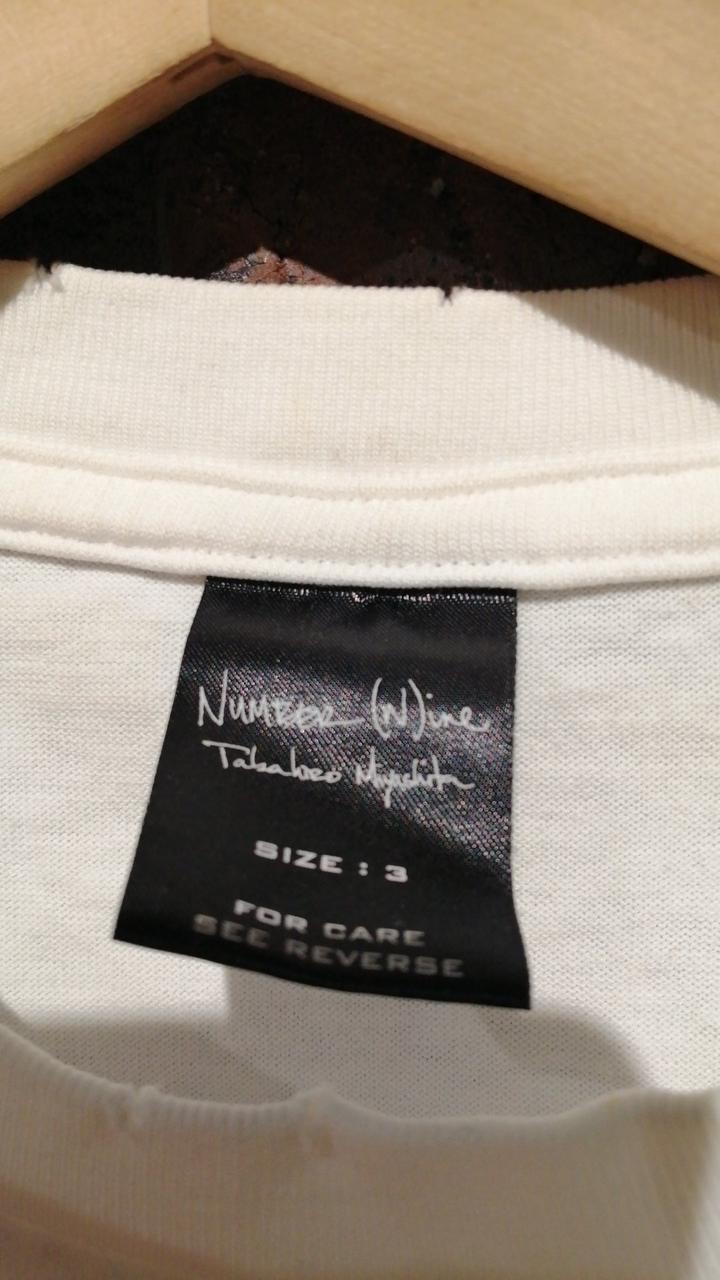 NUMBER (N)ine
Takahiro Miyashita
SIZE : 3
FOR CARE
SEE REVERSE